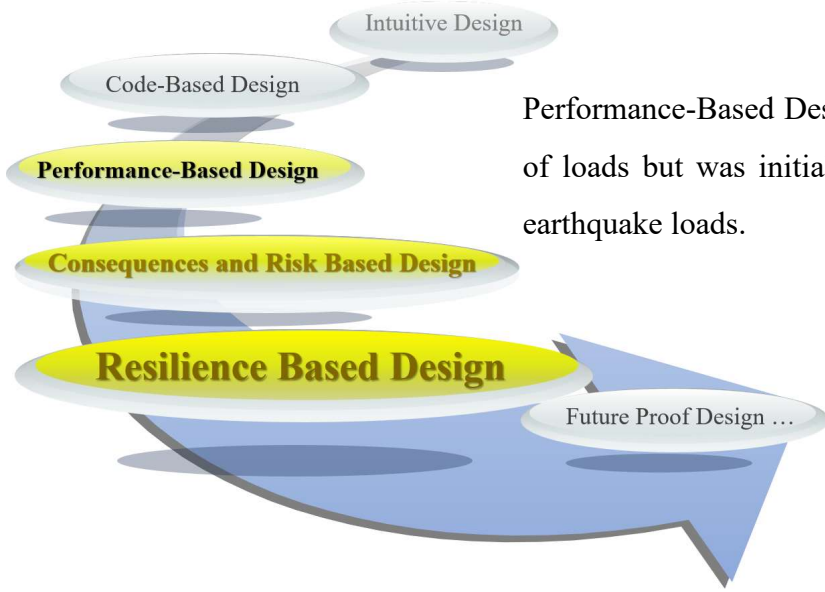 Intuitive Design
Code-Based Design
Performance-Based Design
Consequences and Risk Based Design
Resilience Based Design
Future Proof Design …
Performance-Based Des
of loads but was initia
earthquake loads.